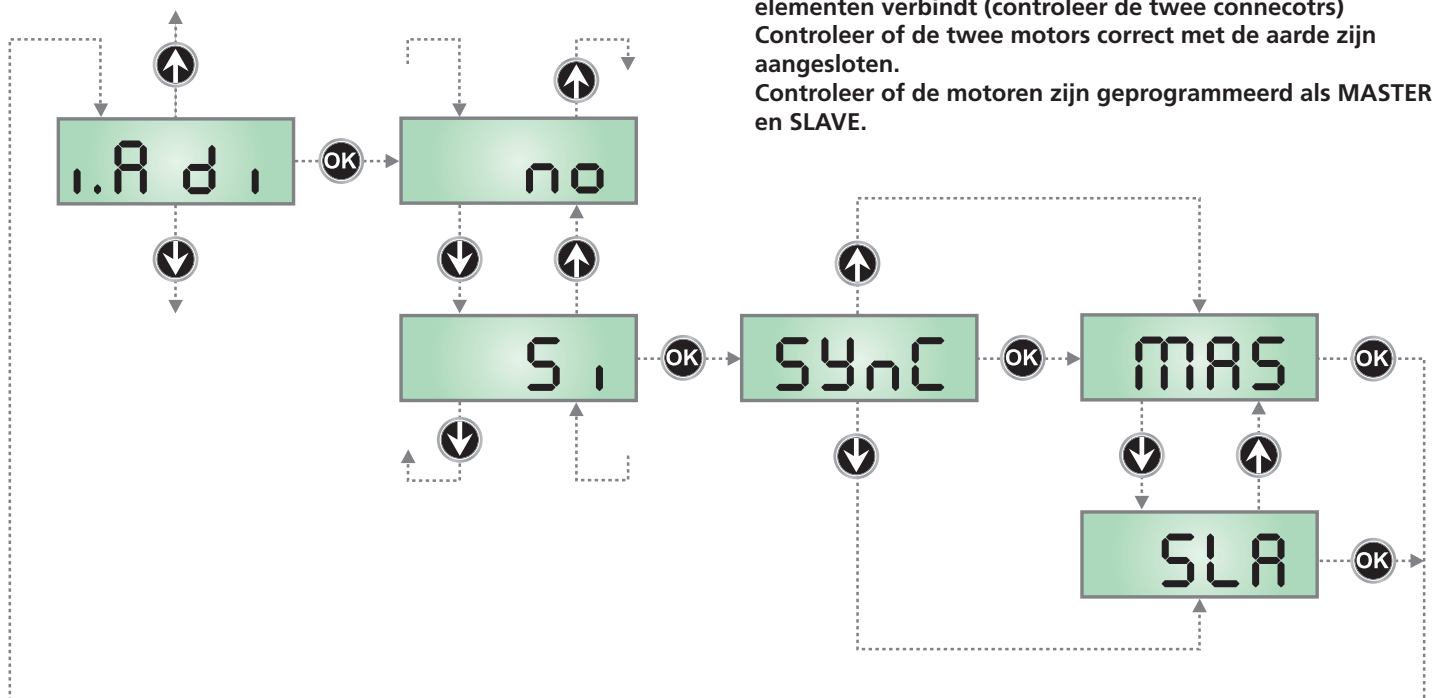 elementen verbindt (controleer de twee connecotrs)
Controleer of de twee motors correct met de aarde zijn
aangesloten.
Controleer of de motoren zijn geprogrammeerd als MASTER
en SLAVE.
i.Adi
OK
no
Si
OK
SYnC
OK
MAS
OK
SLA
OK